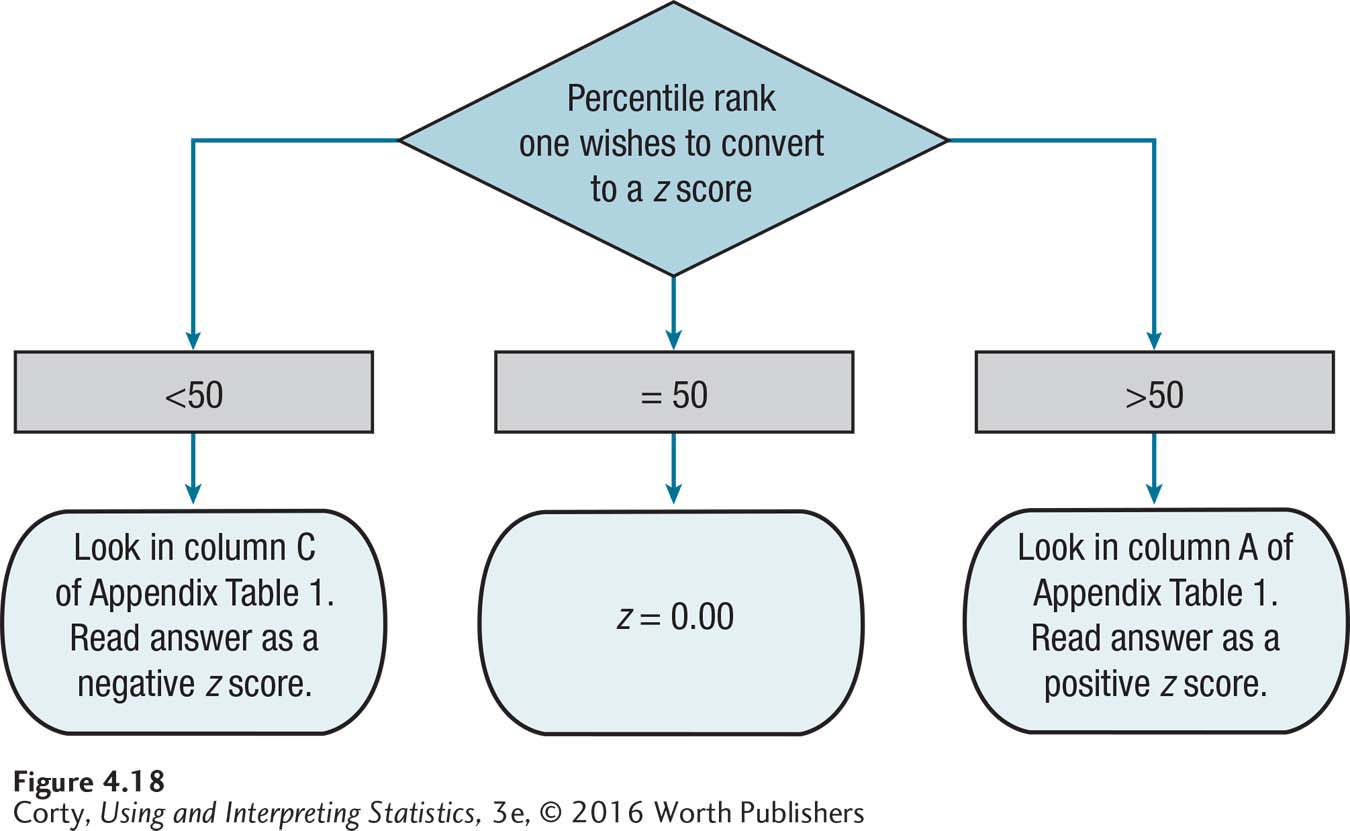 Percentile rank
one wishes to convert
to a z score
<50
= 50
>50
Look in column C
of Appendix Table 1.
Read answer as a
negative z score.
z = 0.00
Look in column A of
Appendix Table 1.
Read answer as a
positive z score.
Figure 4.18
Corty, Using and Interpreting Statistics, 3e, © 2016 Worth Publishers